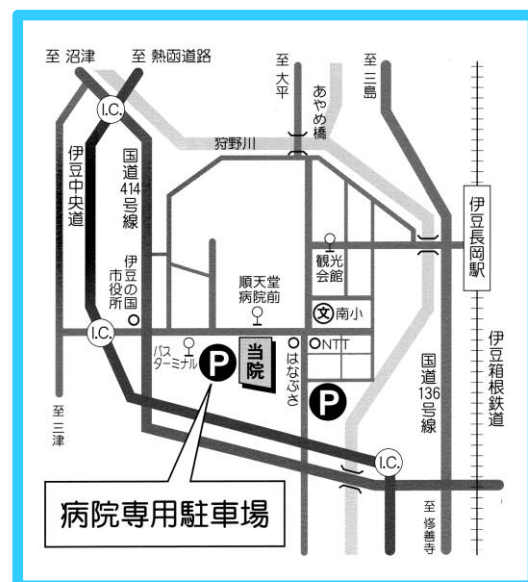 至 沼津
至 熱函道路
至 大平
あやめ橋
至 三島
I.C.
狩野川
伊豆中央道
国道414号線
伊豆の国
市役所
順天堂
病院前
観光
会館
伊豆長岡駅
文 南小
I.C.
バス
ターミナル
P
当院
はなぶさ
NTT
P
国道136号線
伊豆箱根鉄道
至 三津
I.C.
病院専用駐車場
至 修善寺